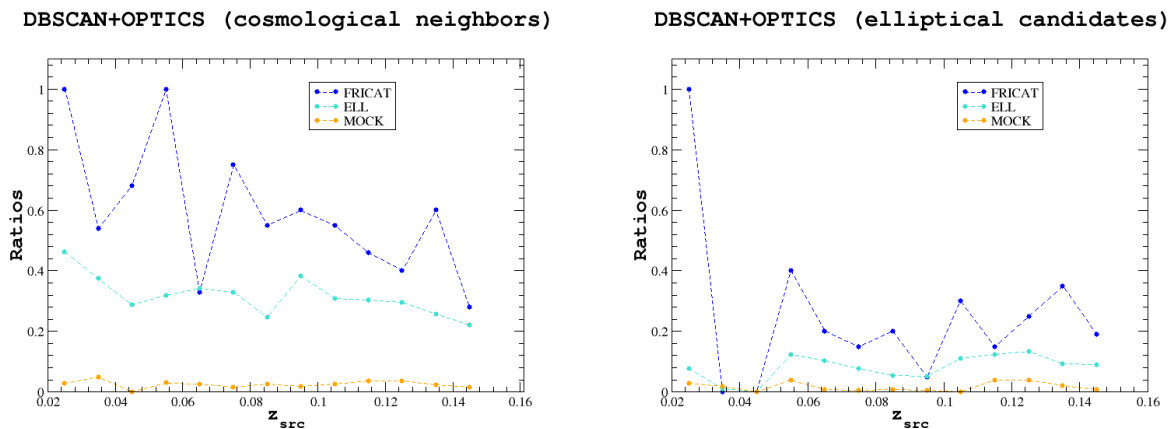 DBSCAN+OPTICS (cosmological neighbors)
Ratios
1
0.8
0.6
0.4
0.2
0
0.02 0.04 0.06 0.08 0.1 0.12 0.14 0.16
z_src
FRICAT
ELL
MOCK
DBSCAN+OPTICS (elliptical candidates)
Ratios
1
0.8
0.6
0.4
0.2
0
0.02 0.04 0.06 0.08 0.1 0.12 0.14 0.16
z_src
FRICAT
ELL
MOCK